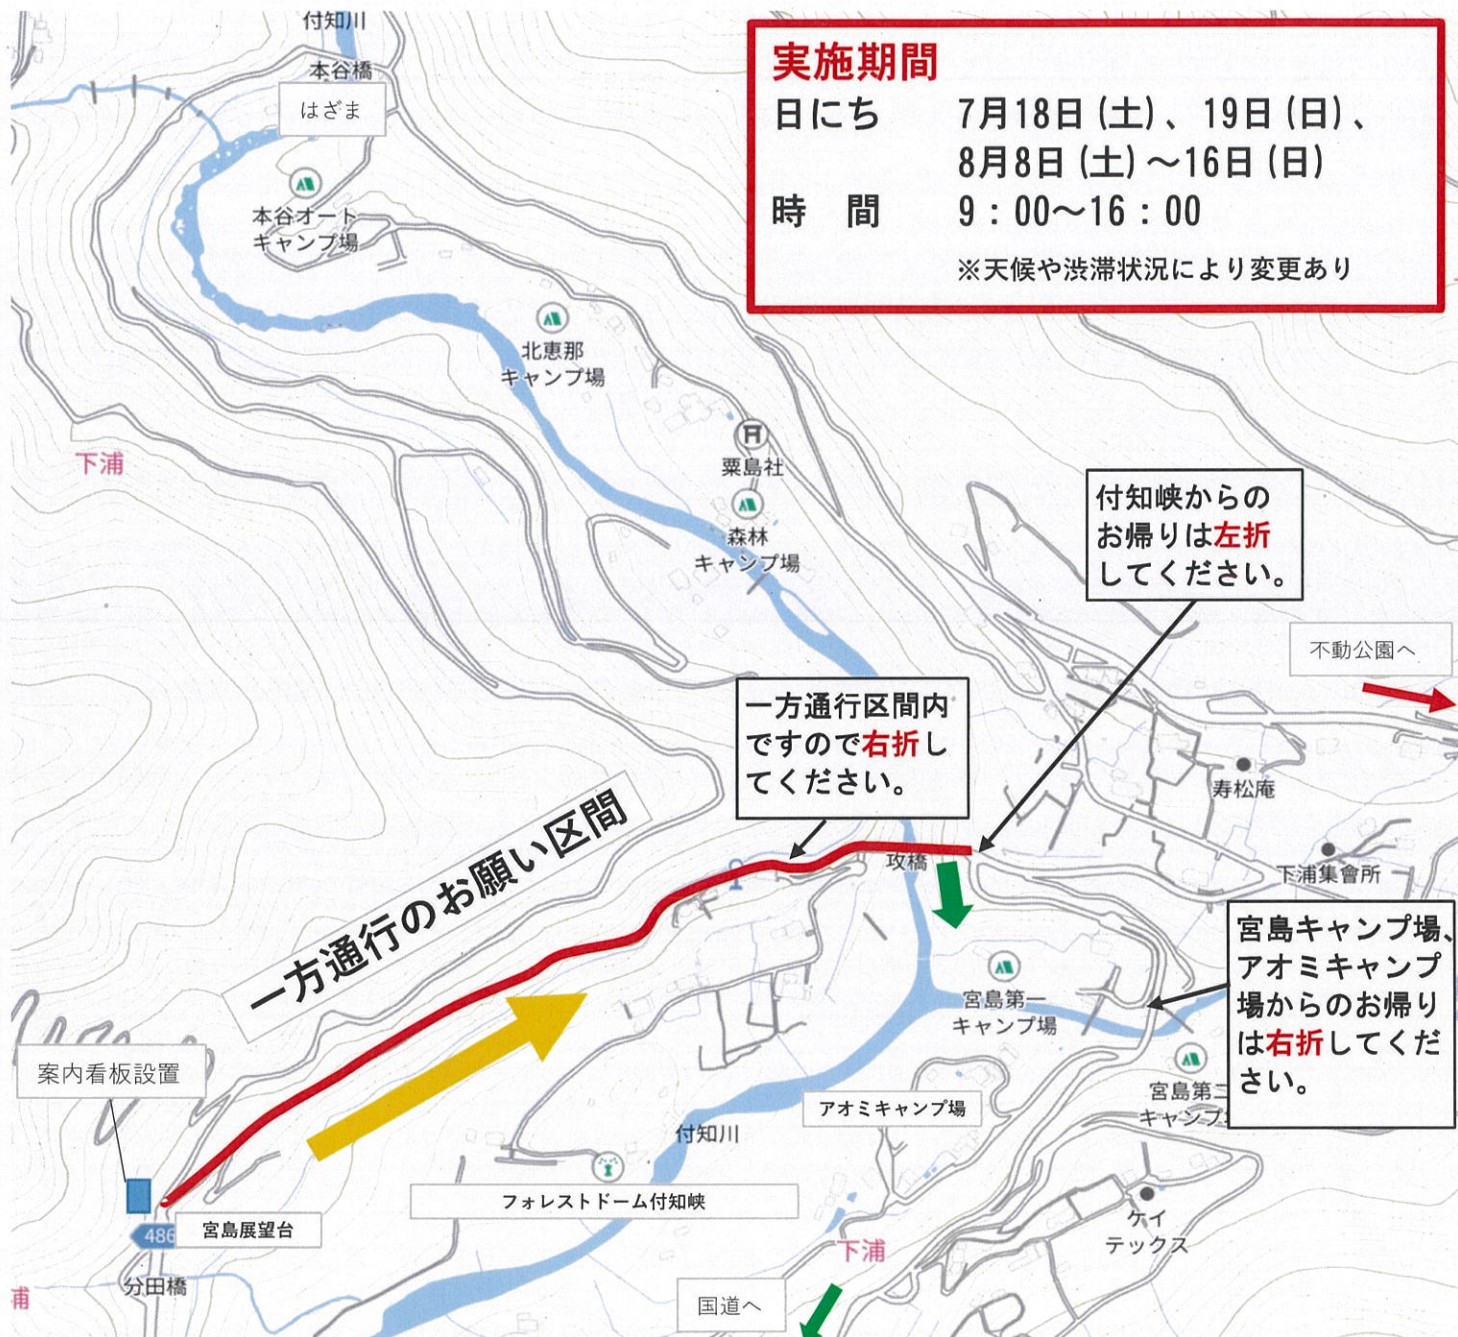 付知川
本谷橋
はざま
本谷オート
キャンプ場
北恵那
キャンプ場
実施期間
日にち 7月18日(土)、19日(日)、
8月8日(土)～16日(日)
時 間 9：00～16：00
※天候や渋滞状況により変更あり
下浦
粟島社
森林
キャンプ場
付知峡からの
お帰りは左折
してください。
不動公園へ
一方通行区間内
ですので右折し
てください。
寿松庵
下浦集會所
攻橋
一方通行のお願い区間
宮島第一
キャンプ場
宮島キャンプ場、
アオミキャンプ
場からのお帰り
は右折してくだ
さい。
案内看板設置
アオミキャンプ場
宮島第二
キャンプ
付知川
フォレストドーム付知峡
486
宮島展望台
ケイ
テックス
下浦
分田橋
浦
国道へ